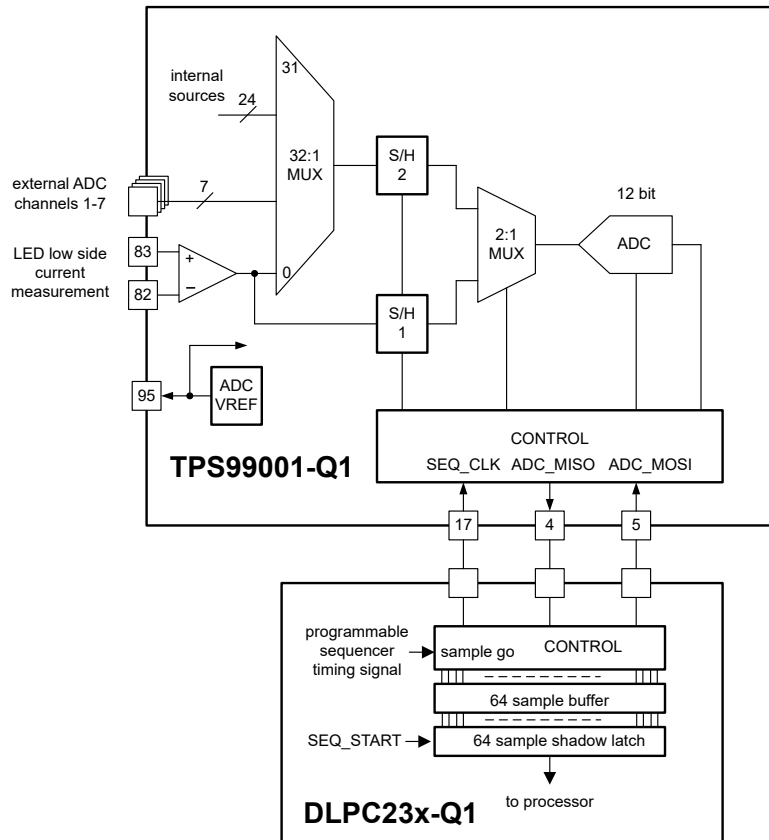 31
internal
sources
24
32:1
MUX
S/H
2
external ADC
channels 1-7
7
12 bit
2:1
MUX
ADC
LED low side
current
measurement
83
+
82
−
0
S/H
1
95
ADC
VREF
CONTROL
TPS99001-Q1
SEQ_CLK ADC_MISO ADC_MOSI
17 4 5
programmable
sequencer
timing signal
sample go CONTROL
64 sample buffer
SEQ_START
64 sample shadow latch
to processor
DLPC23x-Q1